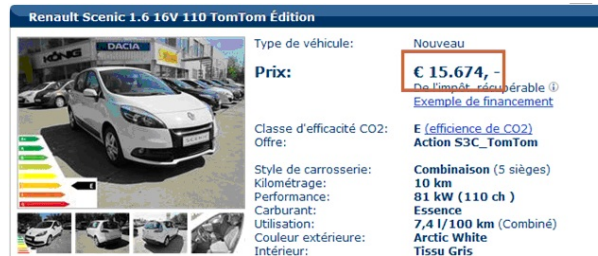 Renault Scenic 1.6 16V 110 TomTom Édition
KÖNIG
DACIA
Type de véhicule: Nouveau
Prix: € 15.674, -
De l'impôt récupérable
Exemple de financement
Classe d'efficacité CO2: E (efficience de CO2)
Offre: Action S3C_TomTom
Style de carrosserie: Combinaison (5 sièges)
Kilométrage: 10 km
Performance: 81 kW (110 ch )
Carburant: Essence
Utilisation: 7,4 l/100 km (Combiné)
Couleur extérieure: Arctic White
Intérieur: Tissu Gris